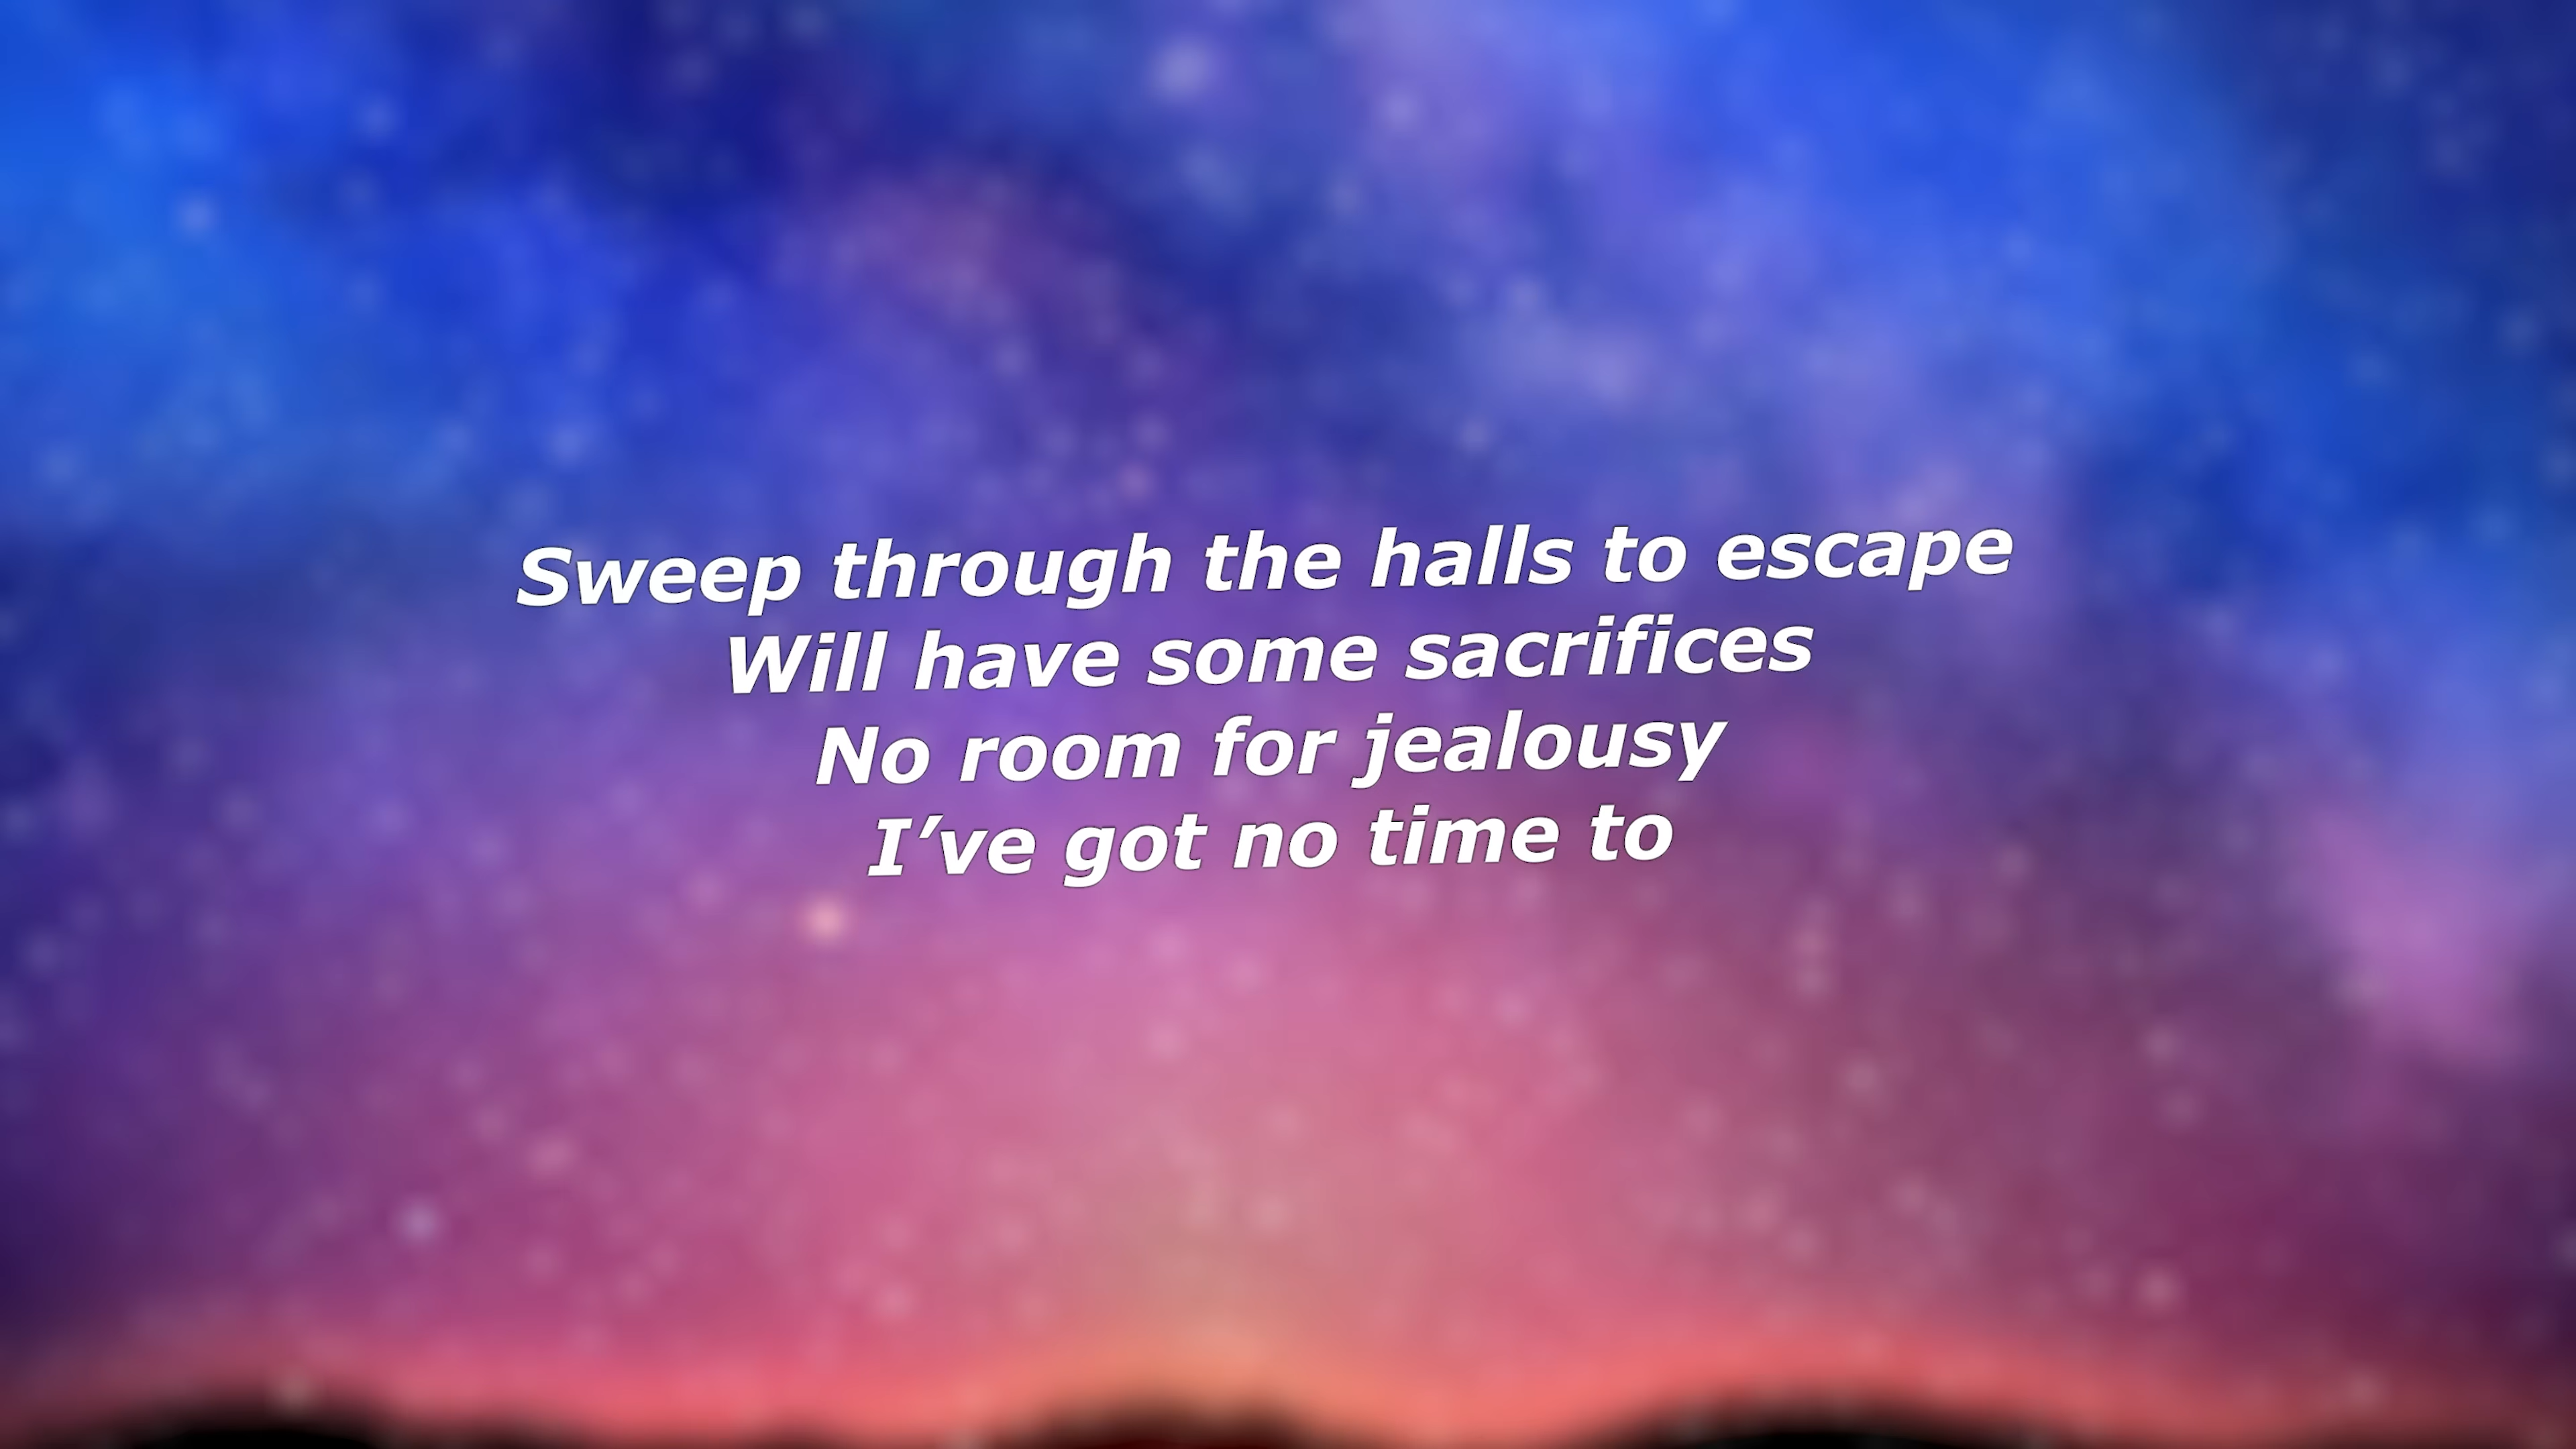 Sweep through the halls to escape
Will have some sacrifices
No room for jealousy
I’ve got no time to